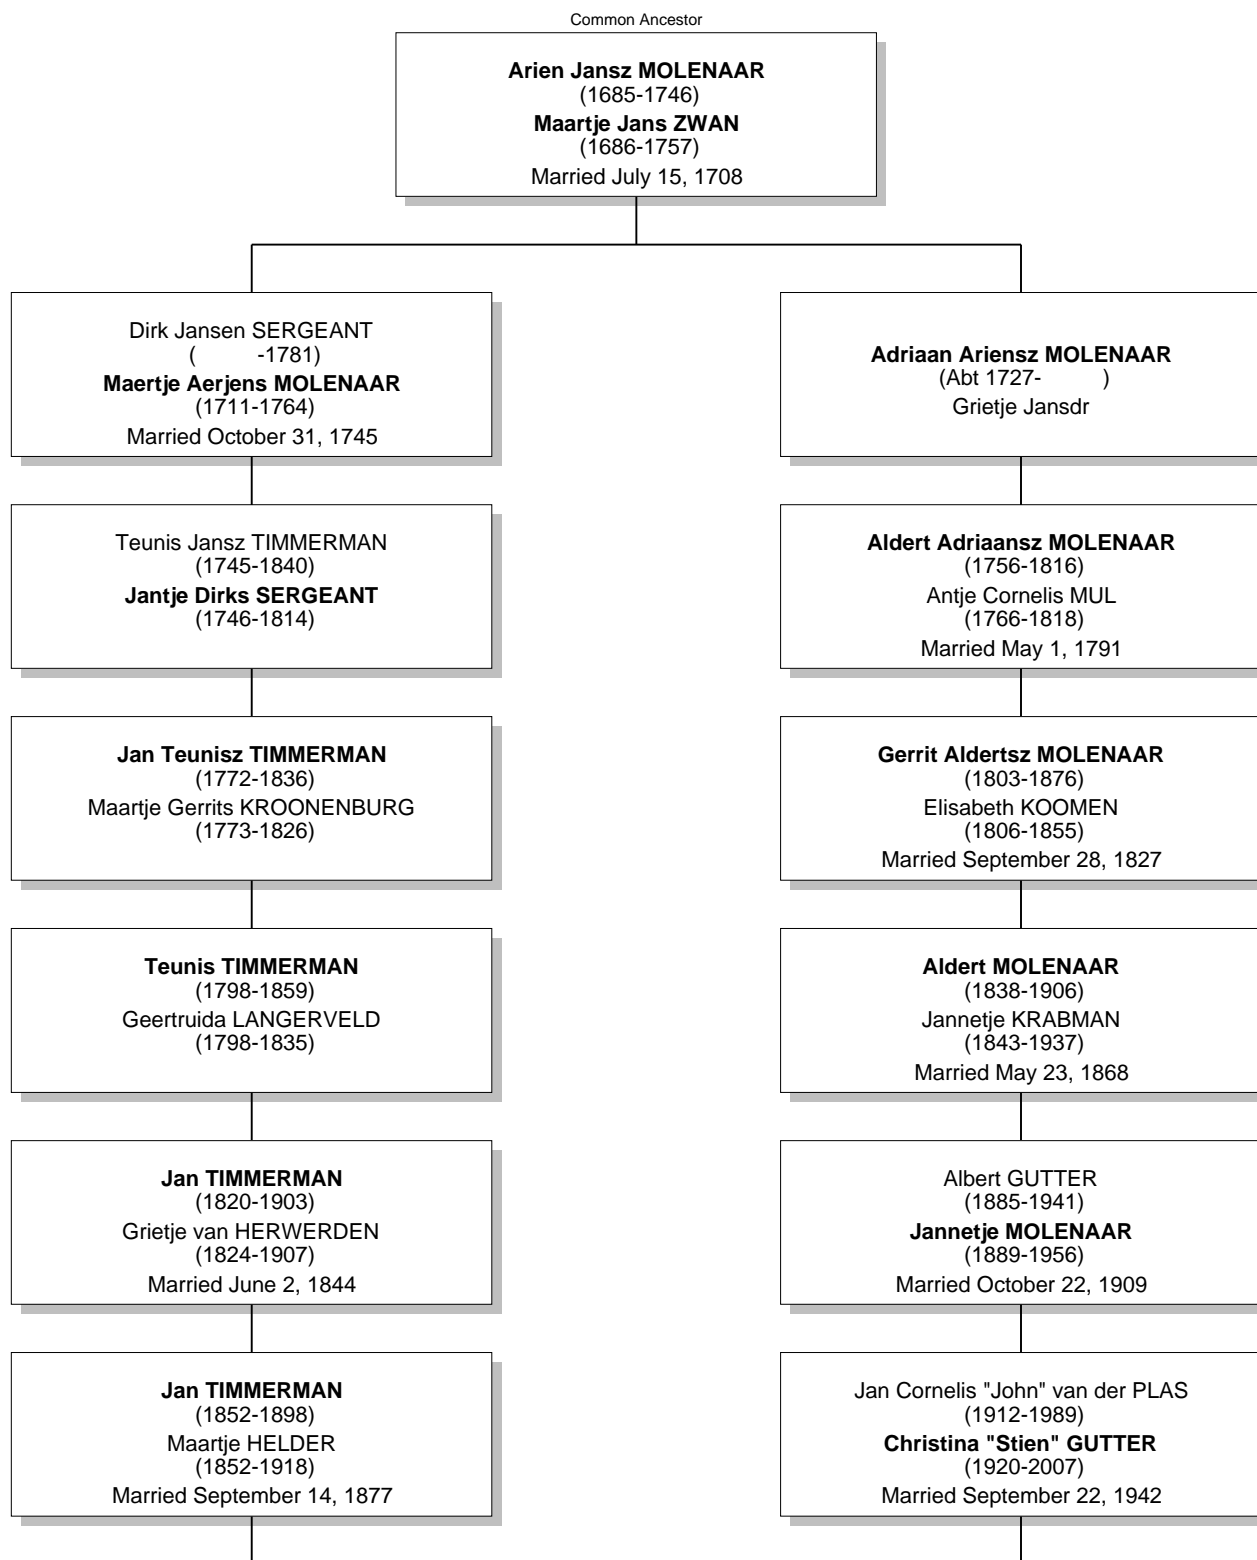 Common Ancestor
Arien Jansz MOLENAAR
(1685-1746)
Maartje Jans ZWAN
(1686-1757)
Married July 15, 1708
Dirk Jansen SERGEANT
( -1781)
Maertje Aerjens MOLENAAR
(1711-1764)
Married October 31, 1745
Adriaan Ariensz MOLENAAR
(Abt 1727- )
Grietje Jansdr
Teunis Jansz TIMMERMAN
(1745-1840)
Jantje Dirks SERGEANT
(1746-1814)
Aldert Adriaansz MOLENAAR
(1756-1816)
Antje Cornelis MUL
(1766-1818)
Married May 1, 1791
Jan Teunisz TIMMERMAN
(1772-1836)
Maartje Gerrits KROONENBURG
(1773-1826)
Gerrit Aldertsz MOLENAAR
(1803-1876)
Elisabeth KOOMEN
(1806-1855)
Married September 28, 1827
Teunis TIMMERMAN
(1798-1859)
Geertruida LANGERVELD
(1798-1835)
Aldert MOLENAAR
(1838-1906)
Jannetje KRABMAN
(1843-1937)
Married May 23, 1868
Jan TIMMERMAN
(1820-1903)
Grietje van HERWERDEN
(1824-1907)
Married June 2, 1844
Albert GUTTER
(1885-1941)
Jannetje MOLENAAR
(1889-1956)
Married October 22, 1909
Jan TIMMERMAN
(1852-1898)
Maartje HELDER
(1852-1918)
Married September 14, 1877
Jan Cornelis "John" van der PLAS
(1912-1989)
Christina "Stien" GUTTER
(1920-2007)
Married September 22, 1942